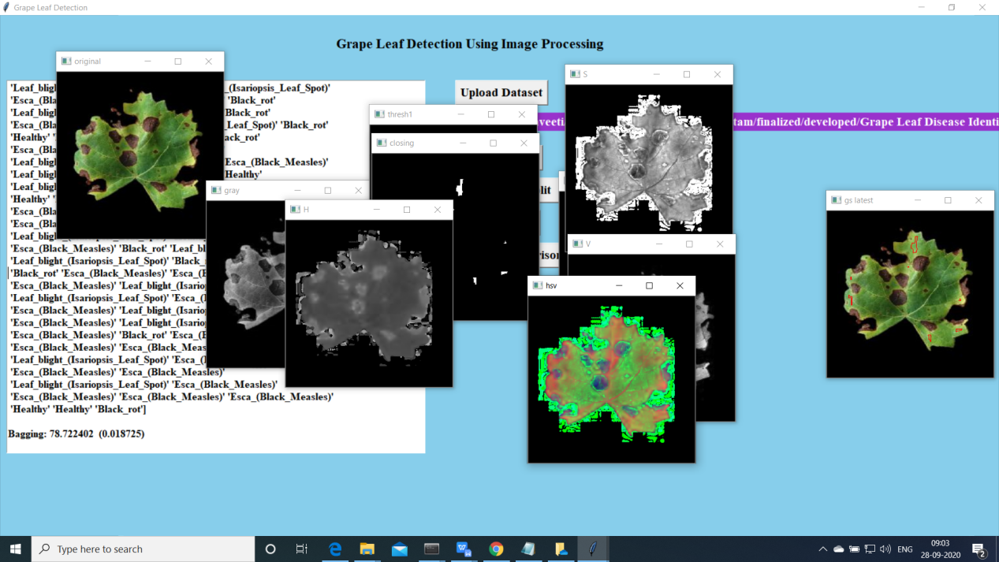 Grape Leaf Detection
Grape Leaf Detection Using Image Processing
original
'Leaf_bligh _(Isariopsis_Leaf_Spot)'
'Esca_(Bla 'Black_rot'
'Leaf_bligh Black_rot'
'Esca_(Bla _Leaf_Spot)' 'Black_rot'
'Healthy' ' ack_rot'
'Esca_(Bla
'Leaf_bligh Esca_(Black_Measles)'
'Leaf_bligh Healthy'
'Leaf_bligh
'Healthy'
'Esca_(Bla
'Esca_(Bla
'Leaf_bligh
'Esca_(Black_Measles)' 'Black_rot' 'Leaf_bl
'Leaf_blight_(Isariopsis_Leaf_Spot)' 'Black_
'Black_rot' 'Esca_(Black_Measles)' 'Esca_(B
'Esca_(Black_Measles)' 'Leaf_blight_(Isario
'Leaf_blight_(Isariopsis_Leaf_Spot)' 'Esca_(
'Esca_(Black_Measles)' 'Leaf_blight_(Isario
'Esca_(Black_Measles)' 'Leaf_blight_(Isario
'Esca_(Black_Measles)' 'Black_rot' 'Esca_(B
'Esca_(Black_Measles)' 'Esca_(Black_Meas
'Leaf_blight_(Isariopsis_Leaf_Spot)' 'Esca_(
'Esca_(Black_Measles)' 'Esca_(Black_Measles)'
'Leaf_blight_(Isariopsis_Leaf_Spot)' 'Esca_(Black_Measles)'
'Esca_(Black_Measles)' 'Esca_(Black_Measles)' 'Esca_(Black_Measles)'
'Healthy' 'Healthy' 'Black_rot']
Bagging: 78.722402 (0.018725)
gray
H
thresh1
closing
Upload Dataset
veeti
tam/finalized/developed/Grape Leaf Disease Identi
lit
rison
S
V
hsv
gs latest
Type here to search
ENG
09:03
28-09-2020
2